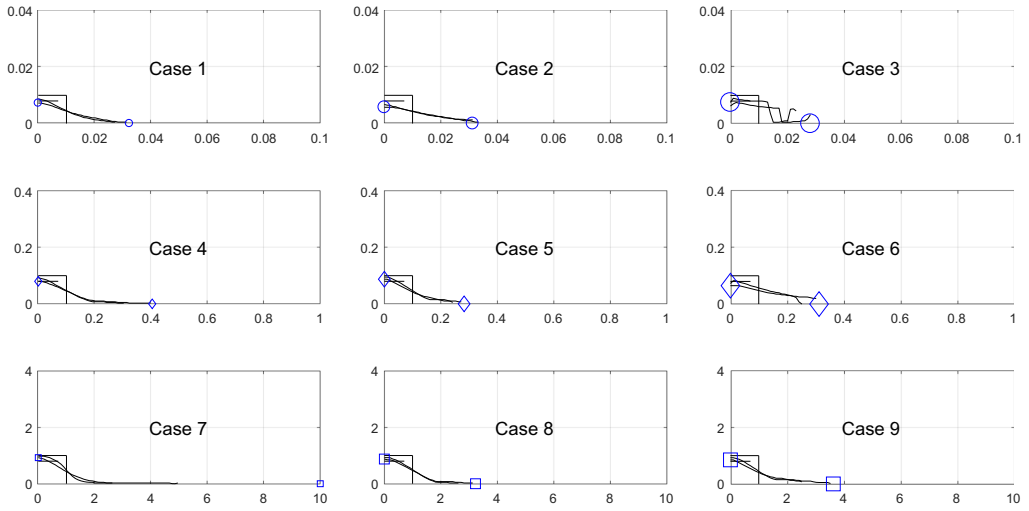 0.04 0.04 0.04
0.02 Case 1 0.02 Case 2 0.02 Case 3
0 0 0
0 0.02 0.04 0.06 0.08 0.1 0 0.02 0.04 0.06 0.08 0.1 0 0.02 0.04 0.06 0.08 0.1
0.4 0.4 0.4
0.2 Case 4 0.2 Case 5 0.2 Case 6
0 0 0
0 0.2 0.4 0.6 0.8 1 0 0.2 0.4 0.6 0.8 1 0 0.2 0.4 0.6 0.8 1
4 4 4
2 Case 7 2 Case 8 2 Case 9
0 0 0
0 2 4 6 8 10 0 2 4 6 8 10 0 2 4 6 8 10